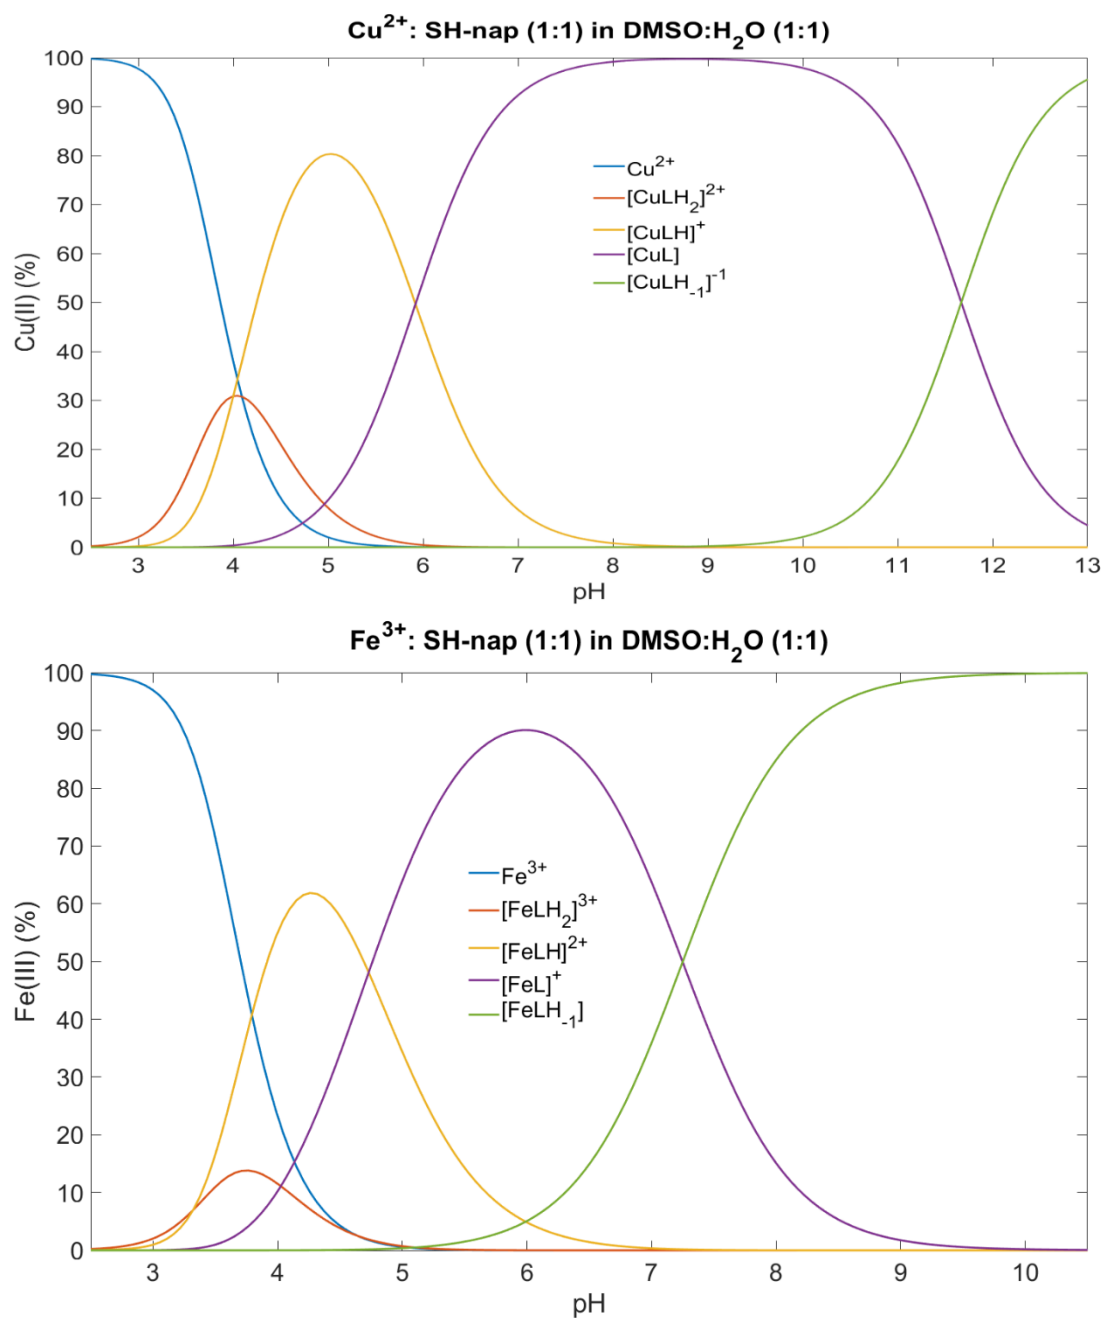 Cu²⁺: SH-nap (1:1) in DMSO:H₂O (1:1)
Cu(II) (%)
100
90
80
70
60
50
40
30
20
10
0
Cu²⁺
[CuLH₂]²⁺
[CuLH]⁺
[CuL]
[CuLH₋₁]⁻¹
3 4 5 6 7 8 9 10 11 12 13
pH
Fe³⁺: SH-nap (1:1) in DMSO:H₂O (1:1)
Fe(III) (%)
100
90
80
70
60
50
40
30
20
10
0
Fe³⁺
[FeLH₂]³⁺
[FeLH]²⁺
[FeL]⁺
[FeLH₋₁]
3 4 5 6 7 8 9 10
pH